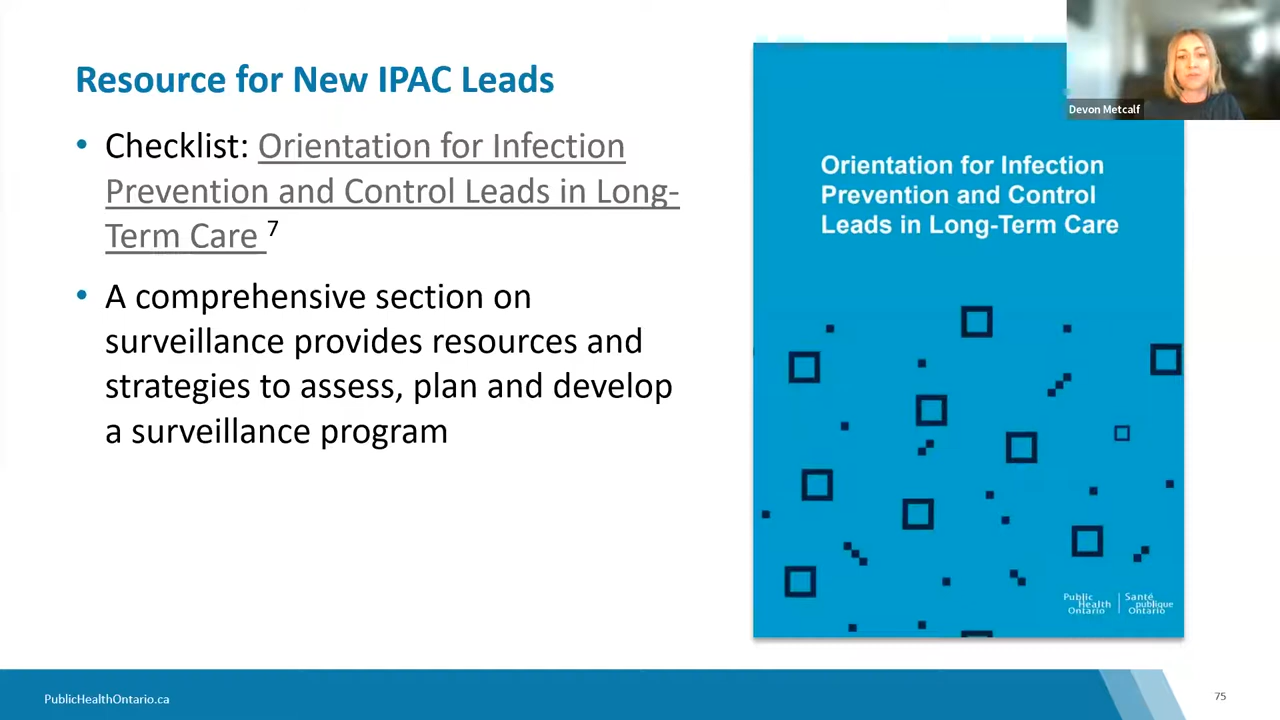 Resource for New IPAC Leads
• Checklist: Orientation for Infection
Prevention and Control Leads in Long-
Term Care 7
• A comprehensive section on
surveillance provides resources and
strategies to assess, plan and develop
a surveillance program
Devon Metcalf
Orientation for Infection
Prevention and Control
Leads in Long-Term Care
Public
Health
Ontario
Santé
publique
Ontario
PublicHealthOntario.ca
75